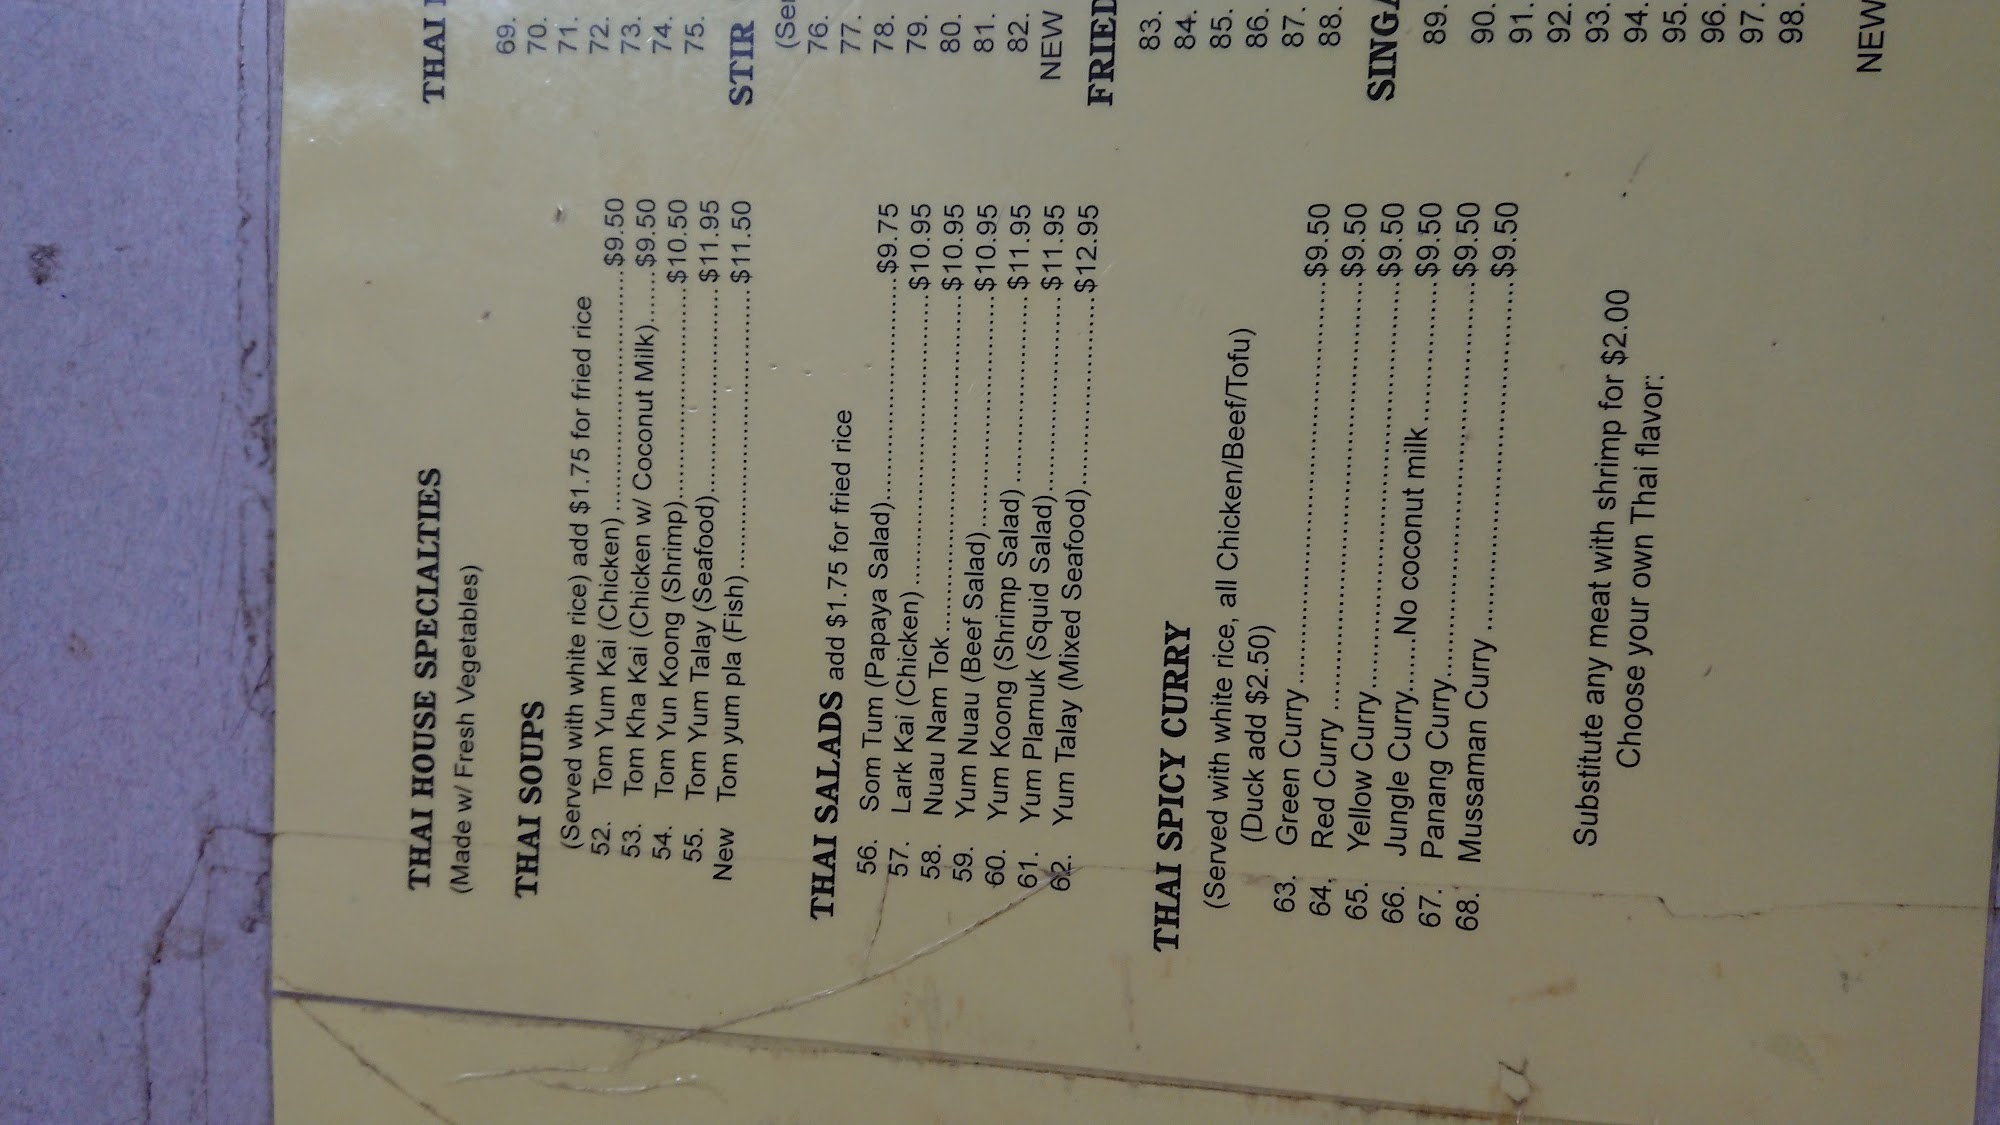 THAI HOUSE SPECIALTIES
(Made w/ Fresh Vegetables)
THAI SOUPS
(Served with white rice) add $1.75 for fried rice
52. Tom Yum Kai (Chicken)..............................$9.50
53. Tom Kha Kai (Chicken w/ Coconut Milk).......$9.50
54. Tom Yun Koong (Shrimp)............................$10.50
55. Tom Yum Talay (Seafood)..........................$11.95
New Tom yum pla (Fish)...................................$11.50
THAI SALADS add $1.75 for fried rice
56. Som Tum (Papaya Salad)............................$9.75
57. Lark Kai (Chicken)....................................$10.95
58. Nuau Nam Tok..........................................$10.95
59. Yum Nuau (Beef Salad).............................$10.95
60. Yum Koong (Shrimp Salad)........................$11.95
61. Yum Plamuk (Squid Salad)........................$11.95
62. Yum Talay (Mixed Seafood)........................$12.95
THAI SPICY CURRY
(Served with white rice, all Chicken/Beef/Tofu)
(Duck add $2.50)
63. Green Curry..................................................$9.50
64. Red Curry.....................................................$9.50
65. Yellow Curry..................................................$9.50
66. Jungle Curry.......No coconut milk..................$9.50
67. Panang Curry................................................$9.50
68. Mussaman Curry...........................................$9.50
Substitute any meat with shrimp for $2.00
Choose your own Thai flavor:
THAI
69.
70.
71.
72.
73.
74.
75.
STIR
(Ser
76.
77.
78.
79.
80.
81.
82.
NEW
FRIED
83.
84.
85.
86.
87.
88.
SINGA
89.
90.
91.
92.
93.
94.
95.
96.
97.
98.
NEW